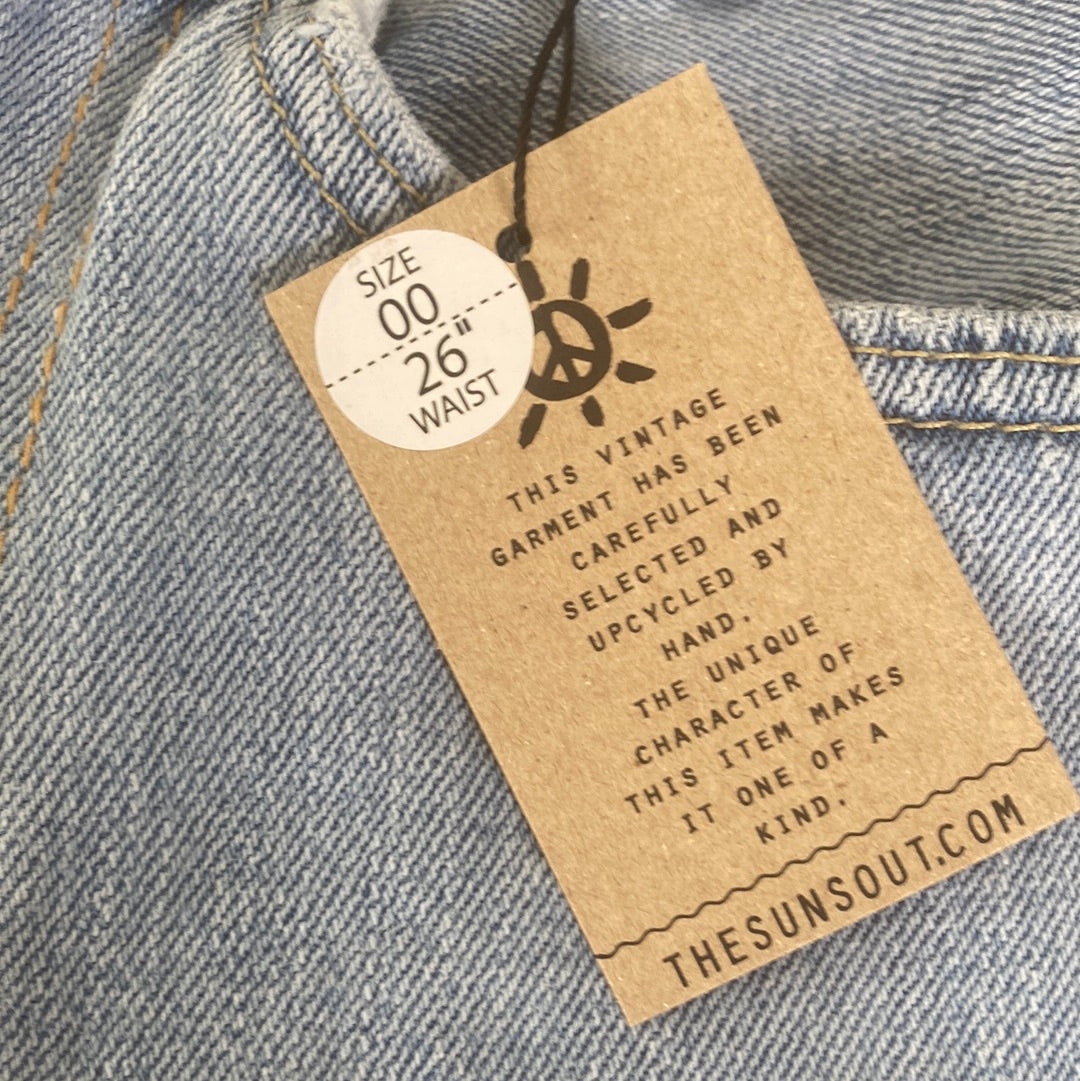 SIZE
00
26"
WAIST
THIS VINTAGE
GARMENT HAS BEEN
CAREFULLY
SELECTED AND
UPCYCLED BY
HAND.
THE UNIQUE
CHARACTER OF
THIS ITEM MAKES
IT ONE OF A
KIND.
THESUNSOUT.COM